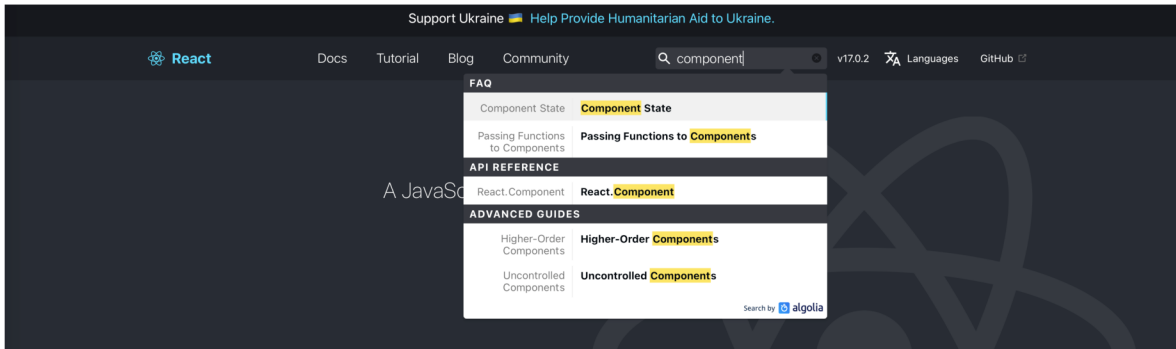 Support Ukraine 🇺🇦 Help Provide Humanitarian Aid to Ukraine.
React Docs Tutorial Blog Community component v17.0.2 Languages GitHub
FAQ
Component State Component State
Passing Functions to Components Passing Functions to Components
API REFERENCE
A JavaSc
React.Component React.Component
ADVANCED GUIDES
Higher-Order Components Higher-Order Components
Uncontrolled Components Uncontrolled Components
Search by algolia